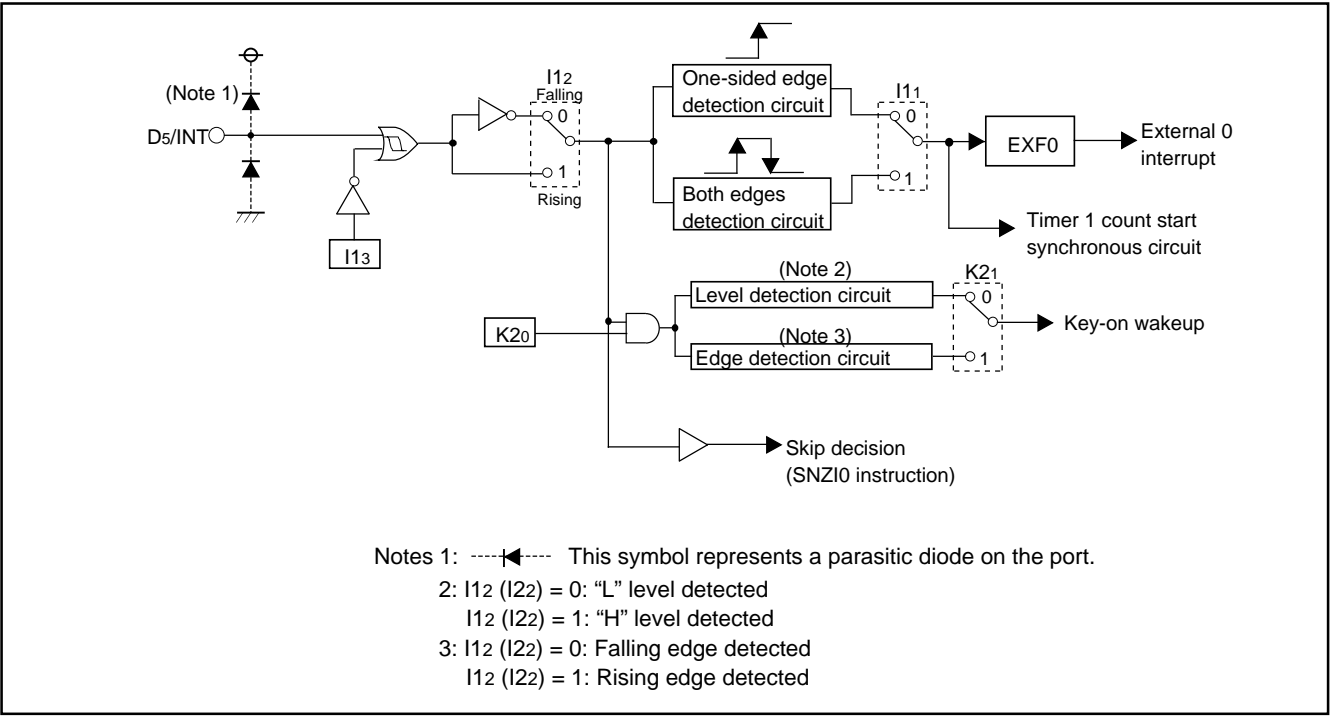 I12
Falling
0
1
Rising
(Note 1)
D5/INT
I13
One-sided edge
detection circuit
Both edges
detection circuit
I11
0
1
EXF0
External 0
interrupt
Timer 1 count start
synchronous circuit
K20
(Note 2)
Level detection circuit
(Note 3)
Edge detection circuit
K21
0
1
Key-on wakeup
Skip decision
(SNZI0 instruction)
Notes 1: This symbol represents a parasitic diode on the port.
2: I12 (I22) = 0: “L” level detected
I12 (I22) = 1: “H” level detected
3: I12 (I22) = 0: Falling edge detected
I12 (I22) = 1: Rising edge detected